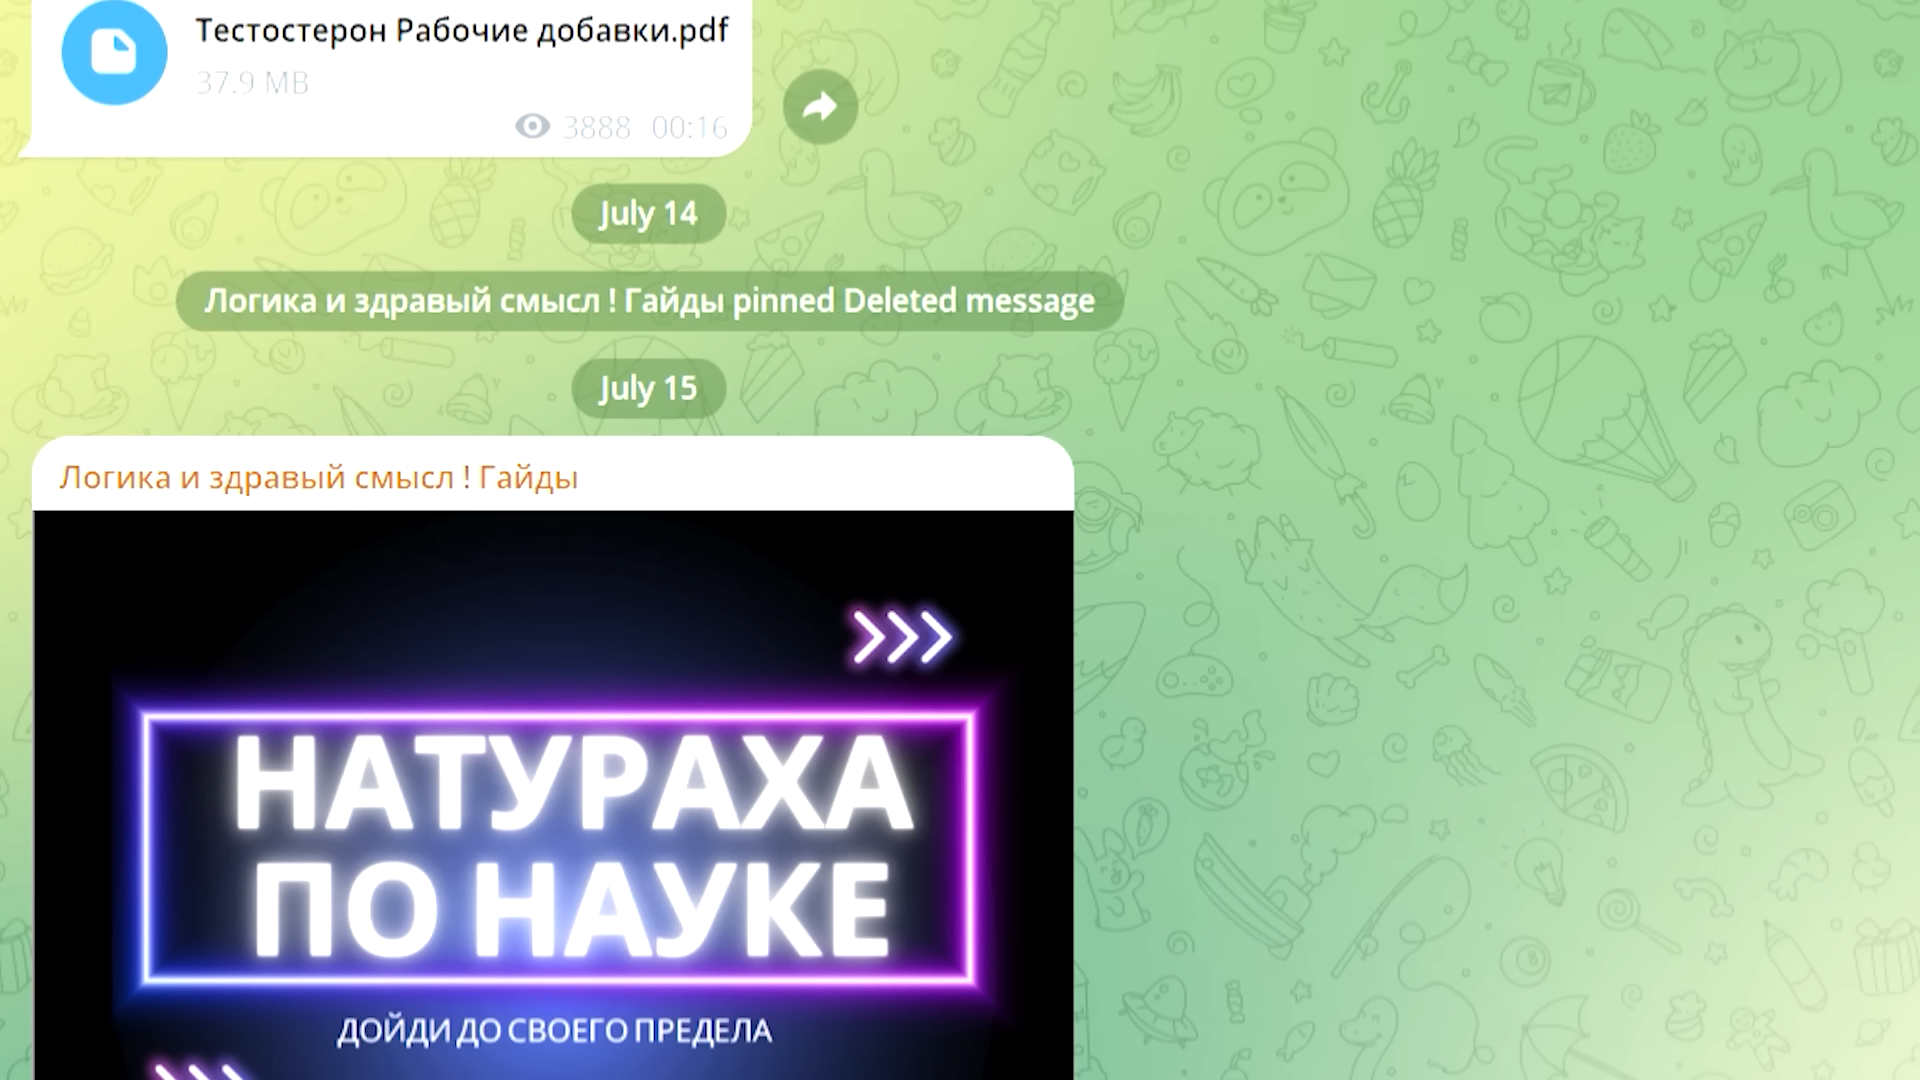 Тестостерон Рабочие добавки.pdf
37.9 MB
3888 00:16
July 14
Логика и здравый смысл ! Гайды pinned Deleted message
July 15
Логика и здравый смысл ! Гайды
НАТУРАХА
ПО НАУКЕ
ДОЙДИ ДО СВОЕГО ПРЕДЕЛА